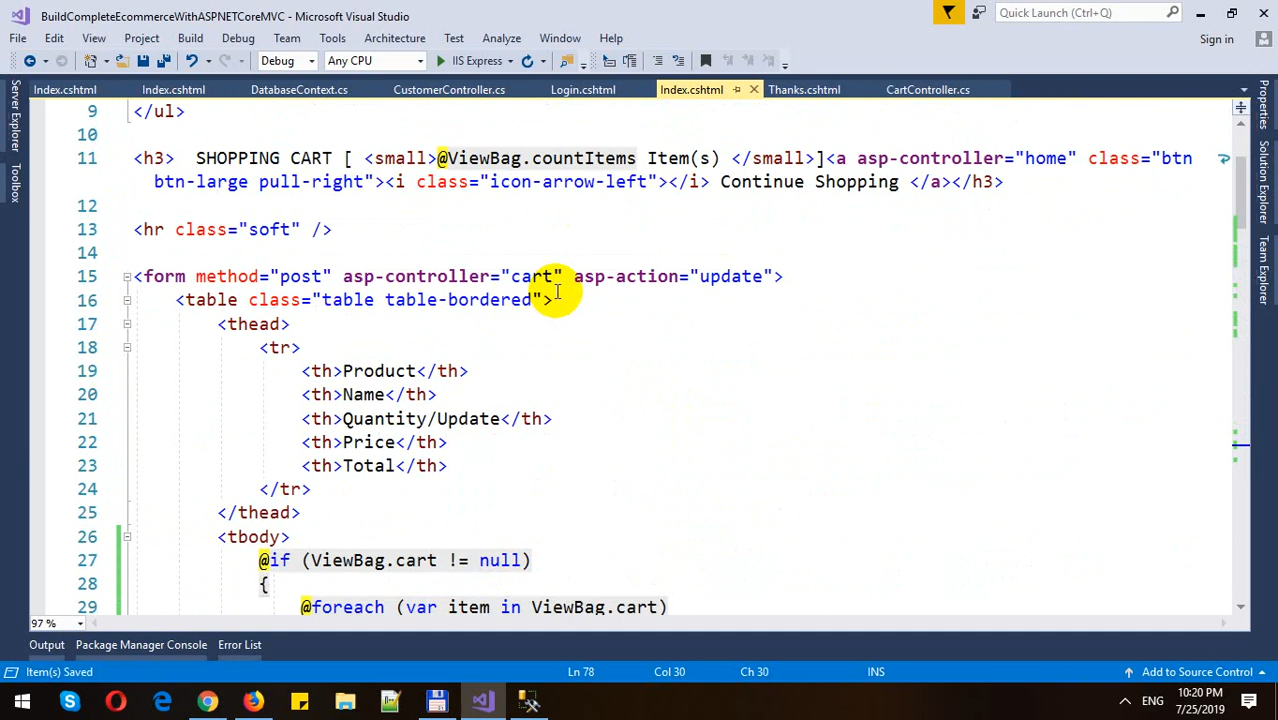 BuildCompleteEcommerceWithASPNETCoreMVC - Microsoft Visual Studio
Quick Launch (Ctrl+Q)
File Edit View Project Build Debug Team Tools Architecture Test Analyze Window Help
Sign in
Debug Any CPU IIS Express
Index.cshtml Index.cshtml DatabaseContext.cs CustomerController.cs Login.cshtml Index.cshtml Thanks.cshtml CartController.cs
Server Explorer
Toolbox
Properties
Solution Explorer
Team Explorer
9 </ul>
10
11 <h3> SHOPPING CART [ <small>@ViewBag.countItems Item(s) </small>]<a asp-controller="home" class="btn
btn-large pull-right"><i class="icon-arrow-left"></i> Continue Shopping </a></h3>
12
13 <hr class="soft" />
14
15 <form method="post" asp-controller="cart" asp-action="update">
16 <table class="table table-bordered">
17 <thead>
18 <tr>
19 <th>Product</th>
20 <th>Name</th>
21 <th>Quantity/Update</th>
22 <th>Price</th>
23 <th>Total</th>
24 </tr>
25 </thead>
26 <tbody>
27 @if (ViewBag.cart != null)
28 {
29 @foreach (var item in ViewBag.cart)
97 %
Output Package Manager Console Error List
Item(s) Saved Ln 78 Col 30 Ch 30 INS Add to Source Control
ENG
10:20 PM
7/25/2019